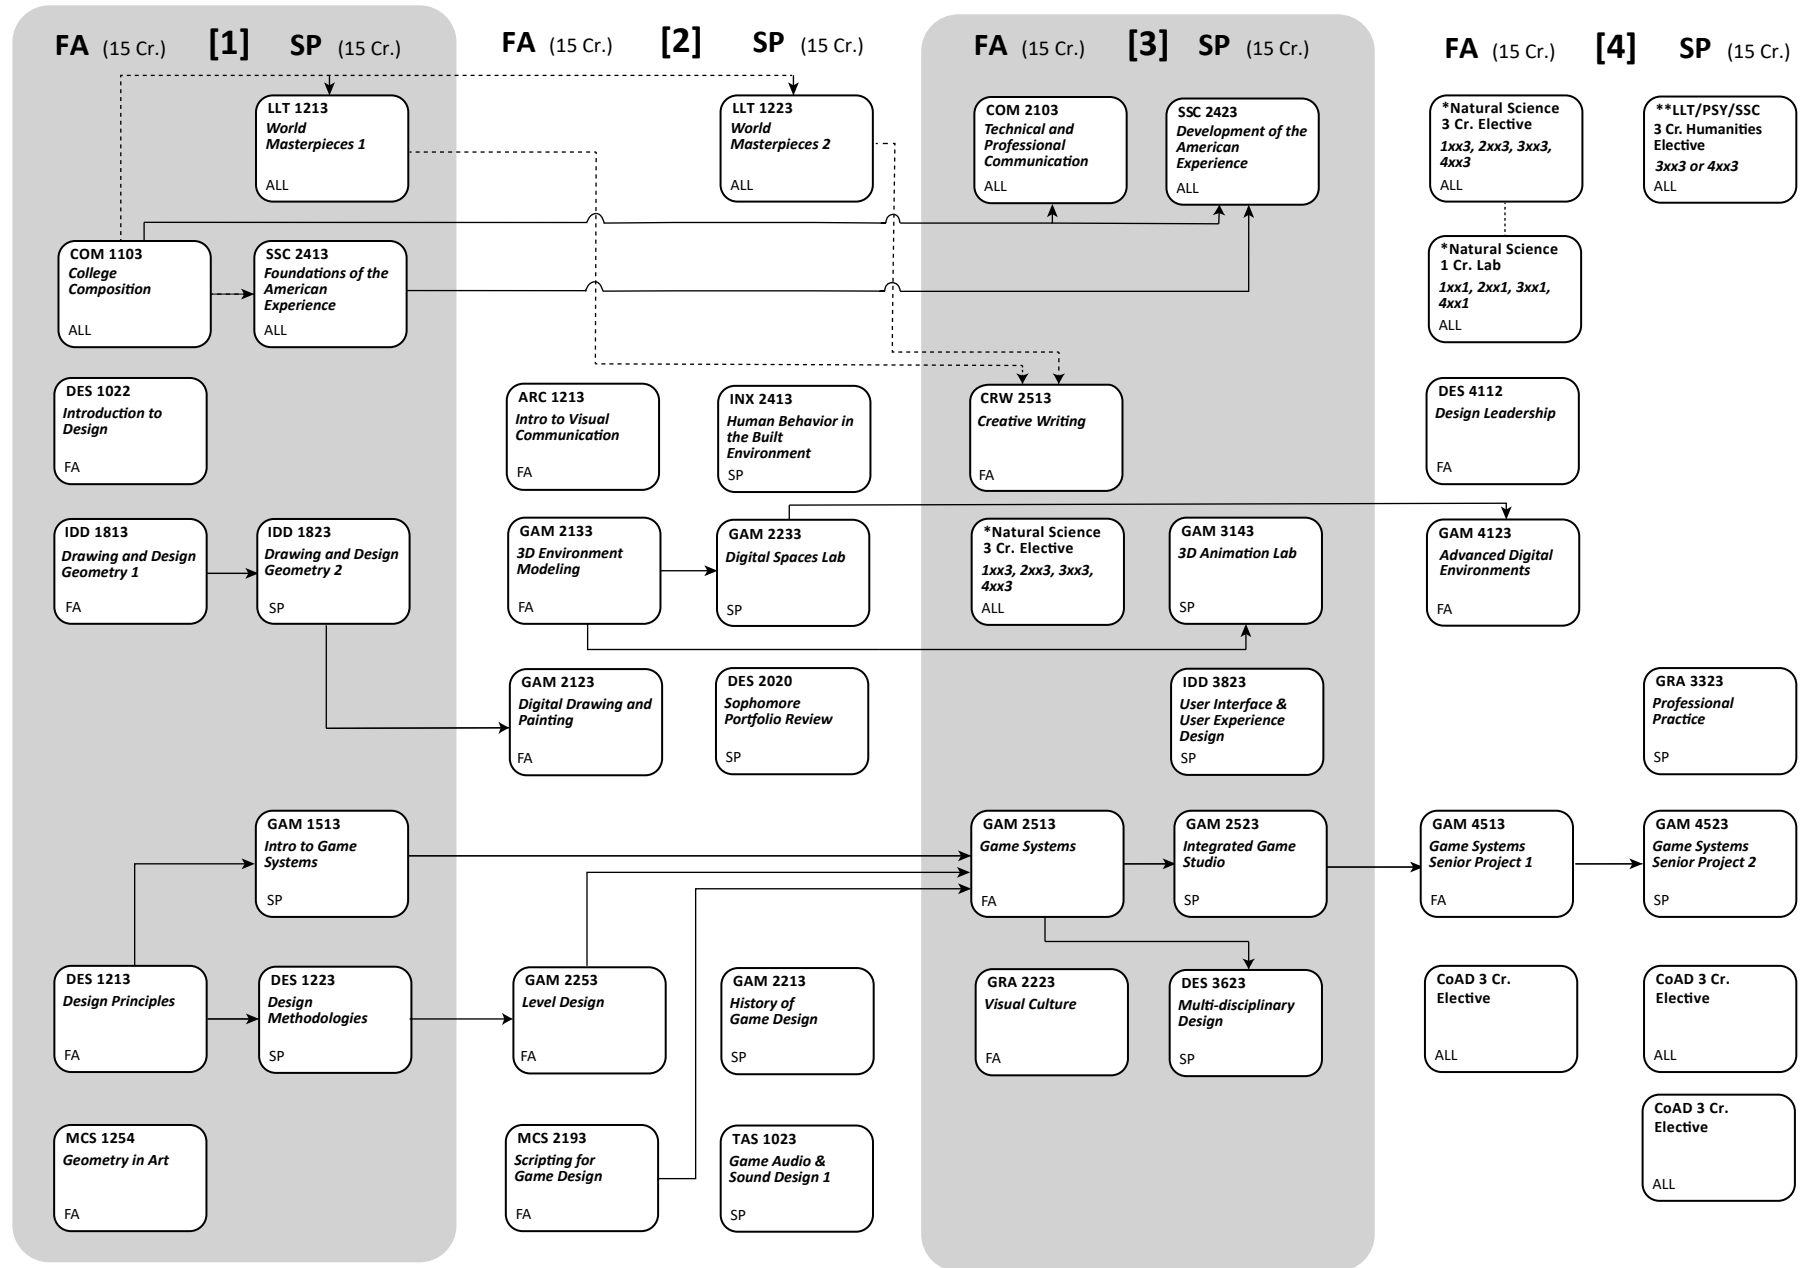 FA (15 Cr.) [1] SP (15 Cr.)
FA (15 Cr.) [2] SP (15 Cr.)
FA (15 Cr.) [3] SP (15 Cr.)
FA (15 Cr.) [4] SP (15 Cr.)
LLT 1213
World
Masterpieces 1
ALL
LLT 1223
World
Masterpieces 2
ALL
COM 2103
Technical and
Professional
Communication
ALL
SSC 2423
Development of the
American
Experience
ALL
*Natural Science
3 Cr. Elective
1xx3, 2xx3, 3xx3,
4xx3
ALL
**LLT/PSY/SSC
3 Cr. Humanities
Elective
3xx3 or 4xx3
ALL
COM 1103
College
Composition
ALL
SSC 2413
Foundations of the
American
Experience
ALL
*Natural Science
1 Cr. Lab
1xx1, 2xx1, 3xx1,
4xx1
ALL
DES 1022
Introduction to
Design
FA
ARC 1213
Intro to Visual
Communication
FA
INX 2413
Human Behavior in
the Built
Environment
SP
CRW 2513
Creative Writing
FA
DES 4112
Design Leadership
FA
IDD 1813
Drawing and Design
Geometry 1
FA
IDD 1823
Drawing and Design
Geometry 2
SP
GAM 2133
3D Environment
Modeling
FA
GAM 2233
Digital Spaces Lab
SP
*Natural Science
3 Cr. Elective
1xx3, 2xx3, 3xx3,
4xx3
ALL
GAM 3143
3D Animation Lab
SP
GAM 4123
Advanced Digital
Environments
FA
GAM 2123
Digital Drawing and
Painting
FA
DES 2020
Sophomore
Portfolio Review
SP
IDD 3823
User Interface &
User Experience
Design
SP
GRA 3323
Professional
Practice
SP
GAM 1513
Intro to Game
Systems
SP
GAM 2513
Game Systems
FA
GAM 2523
Integrated Game
Studio
SP
GAM 4513
Game Systems
Senior Project 1
FA
GAM 4523
Game Systems
Senior Project 2
SP
DES 1213
Design Principles
FA
DES 1223
Design
Methodologies
SP
GAM 2253
Level Design
FA
GAM 2213
History of
Game Design
SP
GRA 2223
Visual Culture
FA
DES 3623
Multi-disciplinary
Design
SP
CoAD 3 Cr.
Elective
ALL
CoAD 3 Cr.
Elective
ALL
MCS 1254
Geometry in Art
FA
MCS 2193
Scripting for
Game Design
FA
TAS 1023
Game Audio &
Sound Design 1
SP
CoAD 3 Cr.
Elective
ALL